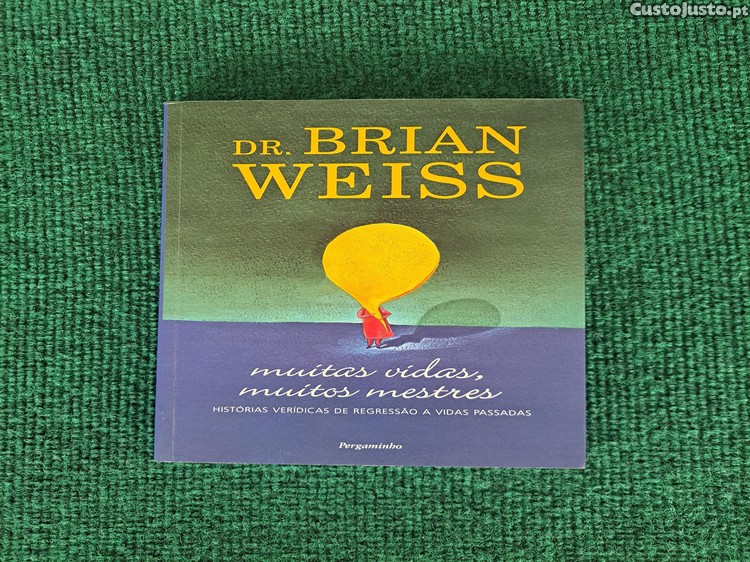 CustoJusto.pt
DR. BRIAN
WEISS
muitas vidas,
muitos mestres
HISTÓRIAS VERÍDICAS DE REGRESSÃO A VIDAS PASSADAS
Pergaminho